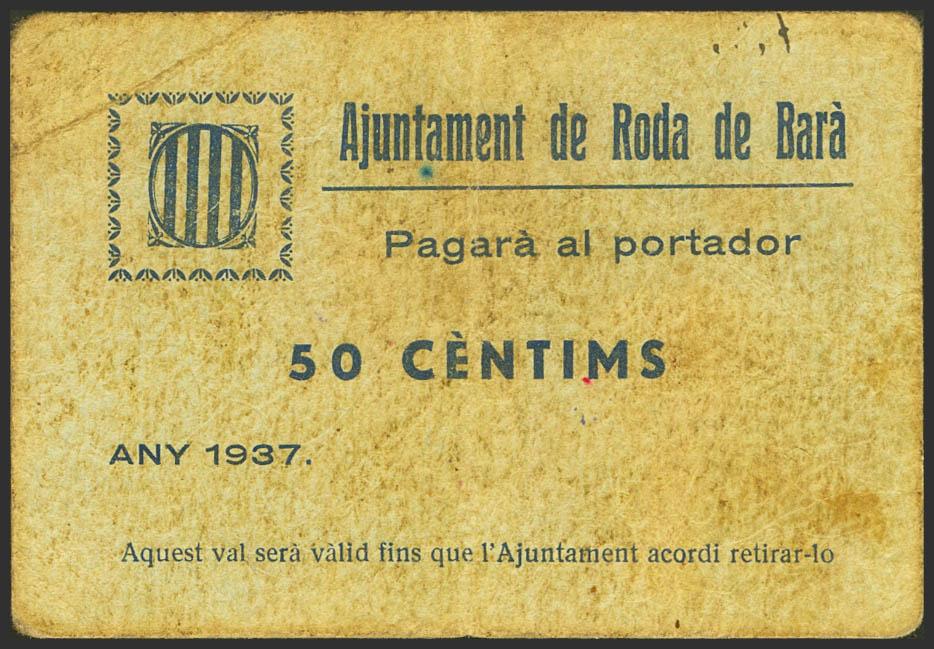 Ajuntament de Roda de Barà
Pagarà al portador
50 CÈNTIMS
ANY 1937.
Aquest val serà vàlid fins que l'Ajuntament acordi retirar-lo